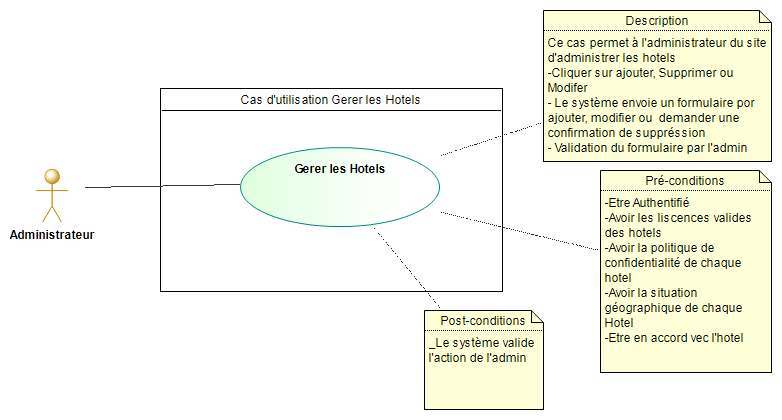 Description
Ce cas permet à l'administrateur du site
d'administrer les hotels
-Cliquer sur ajouter, Supprimer ou
Modifer
- Le système envoie un formulaire por
ajouter, modifier ou  demander une
confirmation de suppréssion
- Validation du formulaire par l'admin
Cas d'utilisation Gerer les Hotels
Gerer les Hotels
Administrateur
Pré-conditions
-Etre Authentifié
-Avoir les liscences valides
des hotels
-Avoir la politique de
confidentialité de chaque
hotel
-Avoir la situation
géographique de chaque
Hotel
-Etre en accord vec l'hotel
Post-conditions
_Le système valide
l'action de l'admin